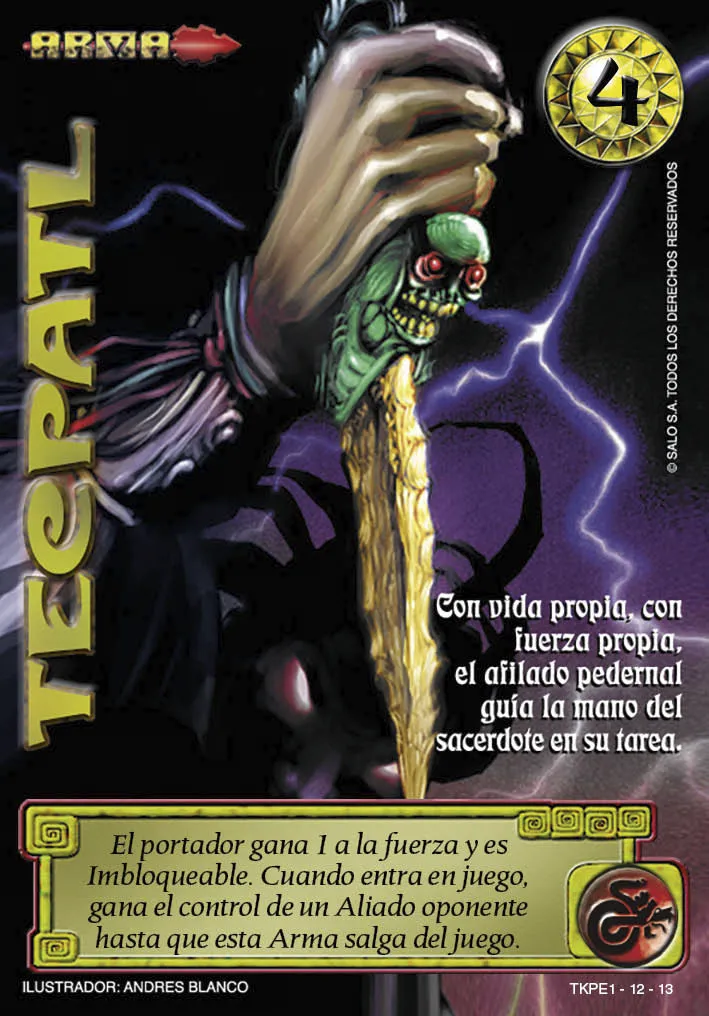 ARMA
4
TECPATL
© SALO S.A. TODOS LOS DERECHOS RESERVADOS
Con vida propia, con
fuerza propia,
el afilado pedernal
guía la mano del
sacerdote en su tarea.
El portador gana 1 a la fuerza y es
Imbloqueable. Cuando entra en juego,
gana el control de un Aliado oponente
hasta que esta Arma salga del juego.
ILUSTRADOR: ANDRES BLANCO
TKPE1 - 12 - 13